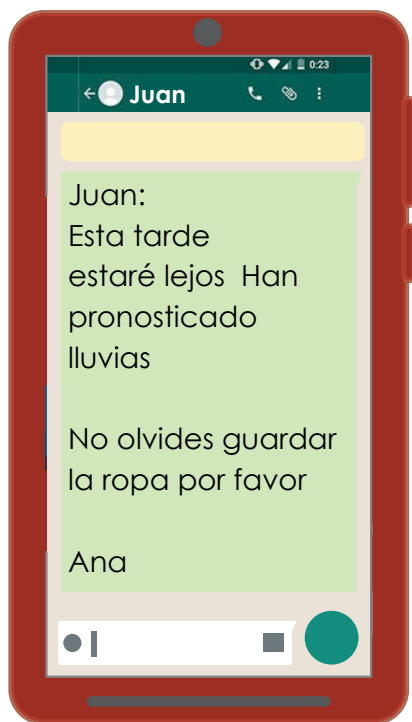 0:23
Juan
Juan:
Esta tarde
estaré lejos Han
pronosticado
lluvias
No olvides guardar
la ropa por favor
Ana